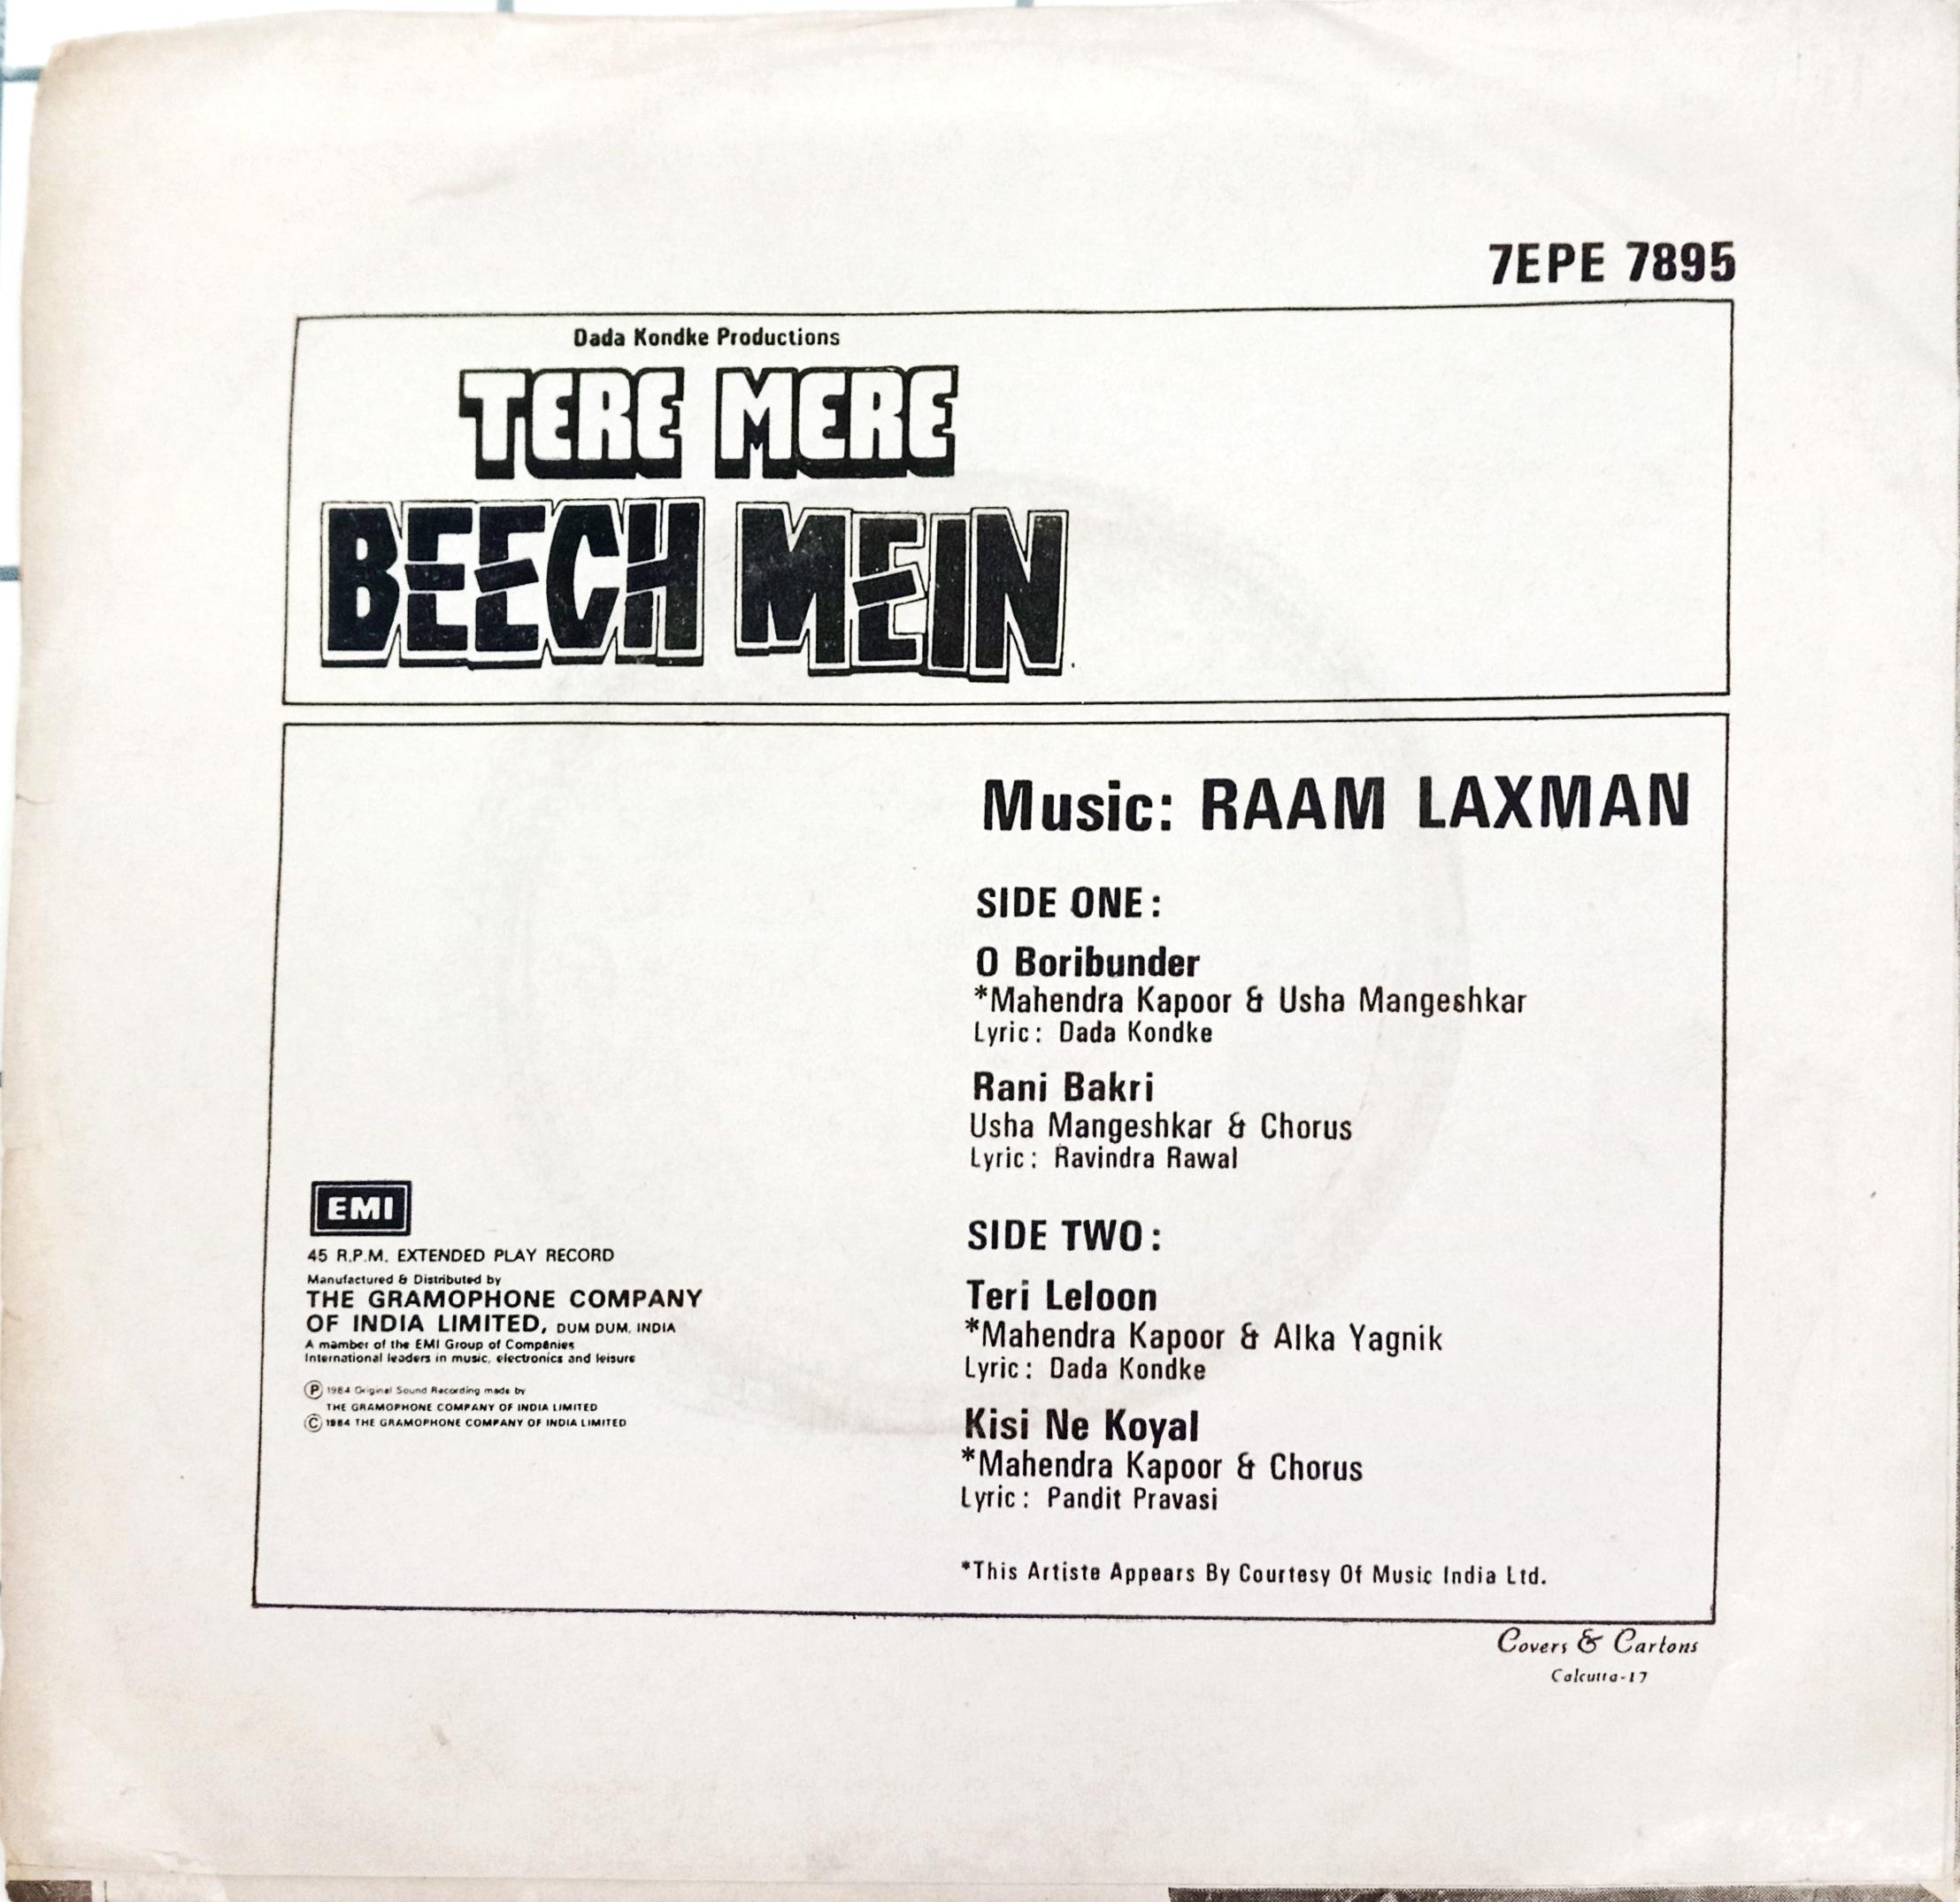 7EPE 7895
Dada Kondke Productions
TERE MERE
BEECH MEIN
Music: RAAM LAXMAN
SIDE ONE:
O Boribunder
*Mahendra Kapoor & Usha Mangeshkar
Lyric: Dada Kondke
Rani Bakri
Usha Mangeshkar & Chorus
Lyric: Ravindra Rawal
SIDE TWO:
Teri Leloon
*Mahendra Kapoor & Alka Yagnik
Lyric: Dada Kondke
Kisi Ne Koyal
*Mahendra Kapoor & Chorus
Lyric: Pandit Pravasi
*This Artiste Appears By Courtesy Of Music India Ltd.
EMI
45 R.P.M. EXTENDED PLAY RECORD
Manufactured & Distributed by
THE GRAMOPHONE COMPANY
OF INDIA LIMITED, DUM DUM, INDIA
A mamber of the EMI Group of Companies
International leaders in music, electronics and leisure
Ⓟ 1984 Original Sound Recording made by
THE GRAMOPHONE COMPANY OF INDIA LIMITED
© 1984 THE GRAMOPHONE COMPANY OF INDIA LIMITED
Covers & Cartons
Calcutta-17